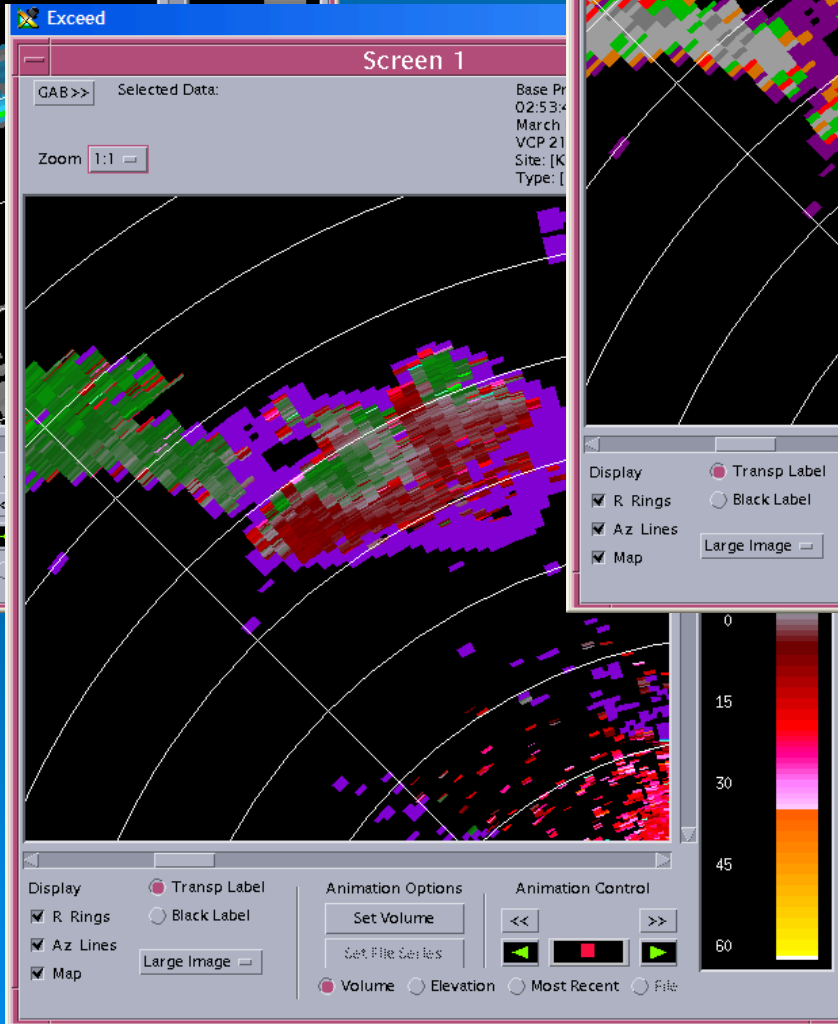 Exceed
Screen 1
GAB>> Selected Data:
Base Pr
02:53:4
March
VCP 21
Site: [K
Type: [
Zoom 1:1
Display
Transp Label
R Rings
Black Label
Az Lines
Large Image
Map
0
15
30
45
60
Display
Transp Label
R Rings
Black Label
Az Lines
Large Image
Map
Animation Options
Set Volume
Set File Series
Animation Control
<< >>
Volume Elevation Most Recent File